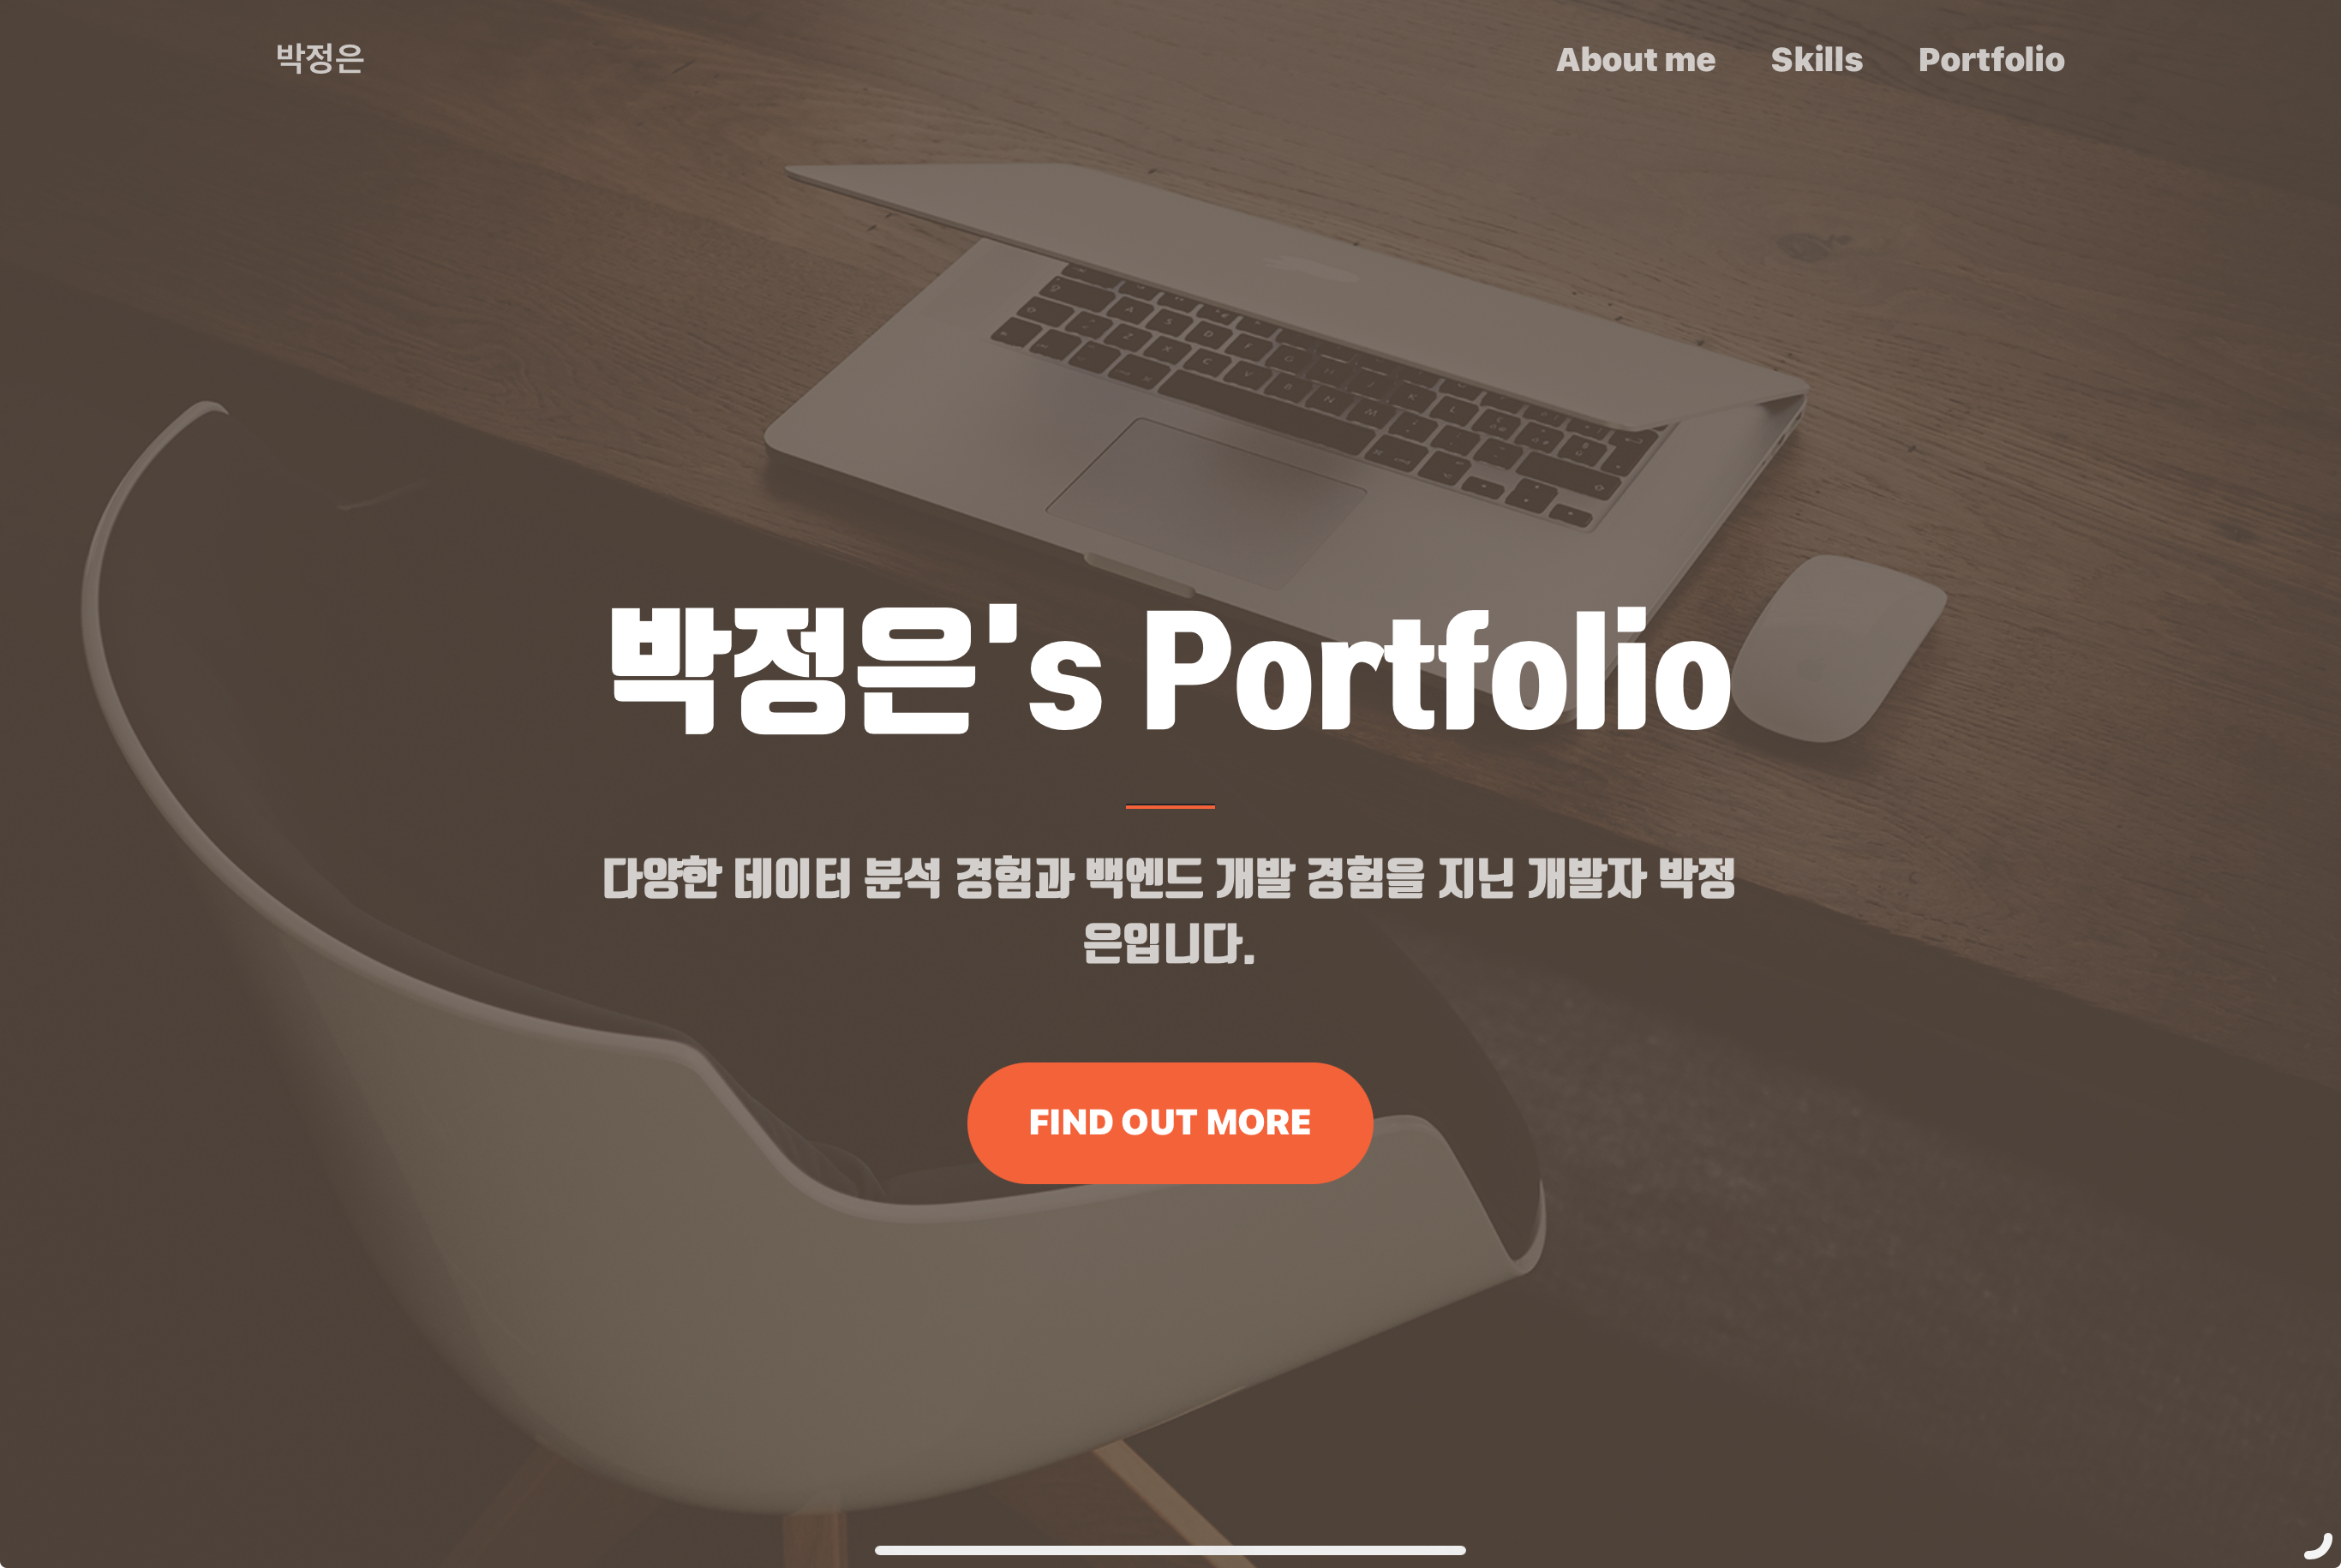 박정은
About me Skills Portfolio
박정은's Portfolio
다양한 데이터 분석 경험과 백엔드 개발 경험을 지닌 개발자 박정
은입니다.
FIND OUT MORE